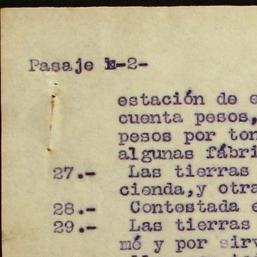 Pasaje -2-
estación de e
cuenta pesos,
pesos por ton
algunas fábri
27.- Las tierras
cienda,y otra
28.- Contestada e
29.- Las tierras
mé y por sirv